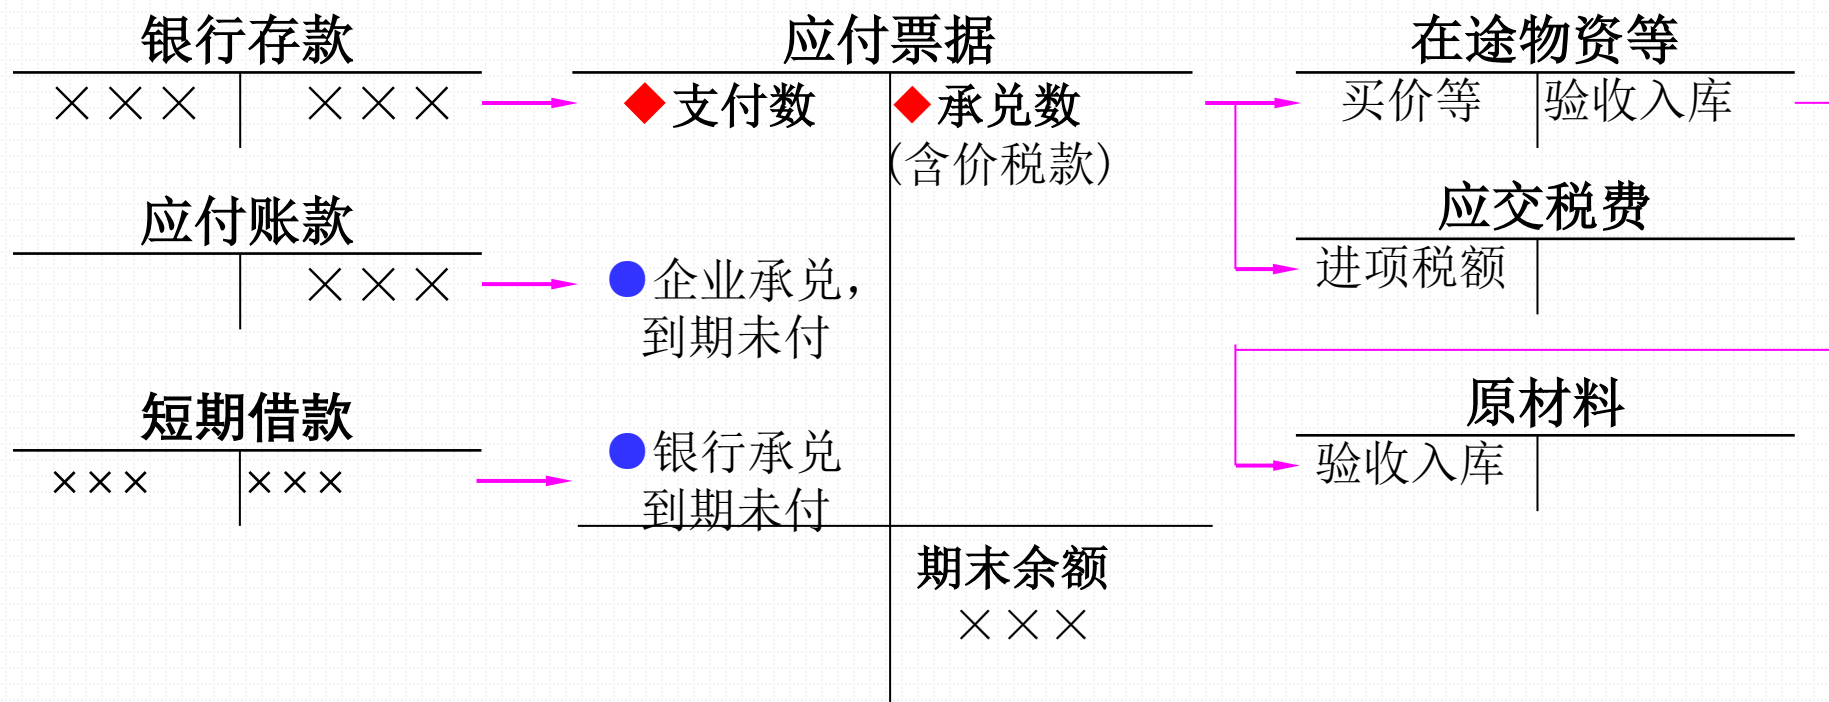 银行存款
××× ×××
应付账款
×××
短期借款
××× ×××
应付票据
支付数
承兑数
(含价税款)
企业承兑，
到期未付
银行承兑
到期未付
期末余额
×××
在途物资等
买价等 验收入库
应交税费
进项税额
原材料
验收入库